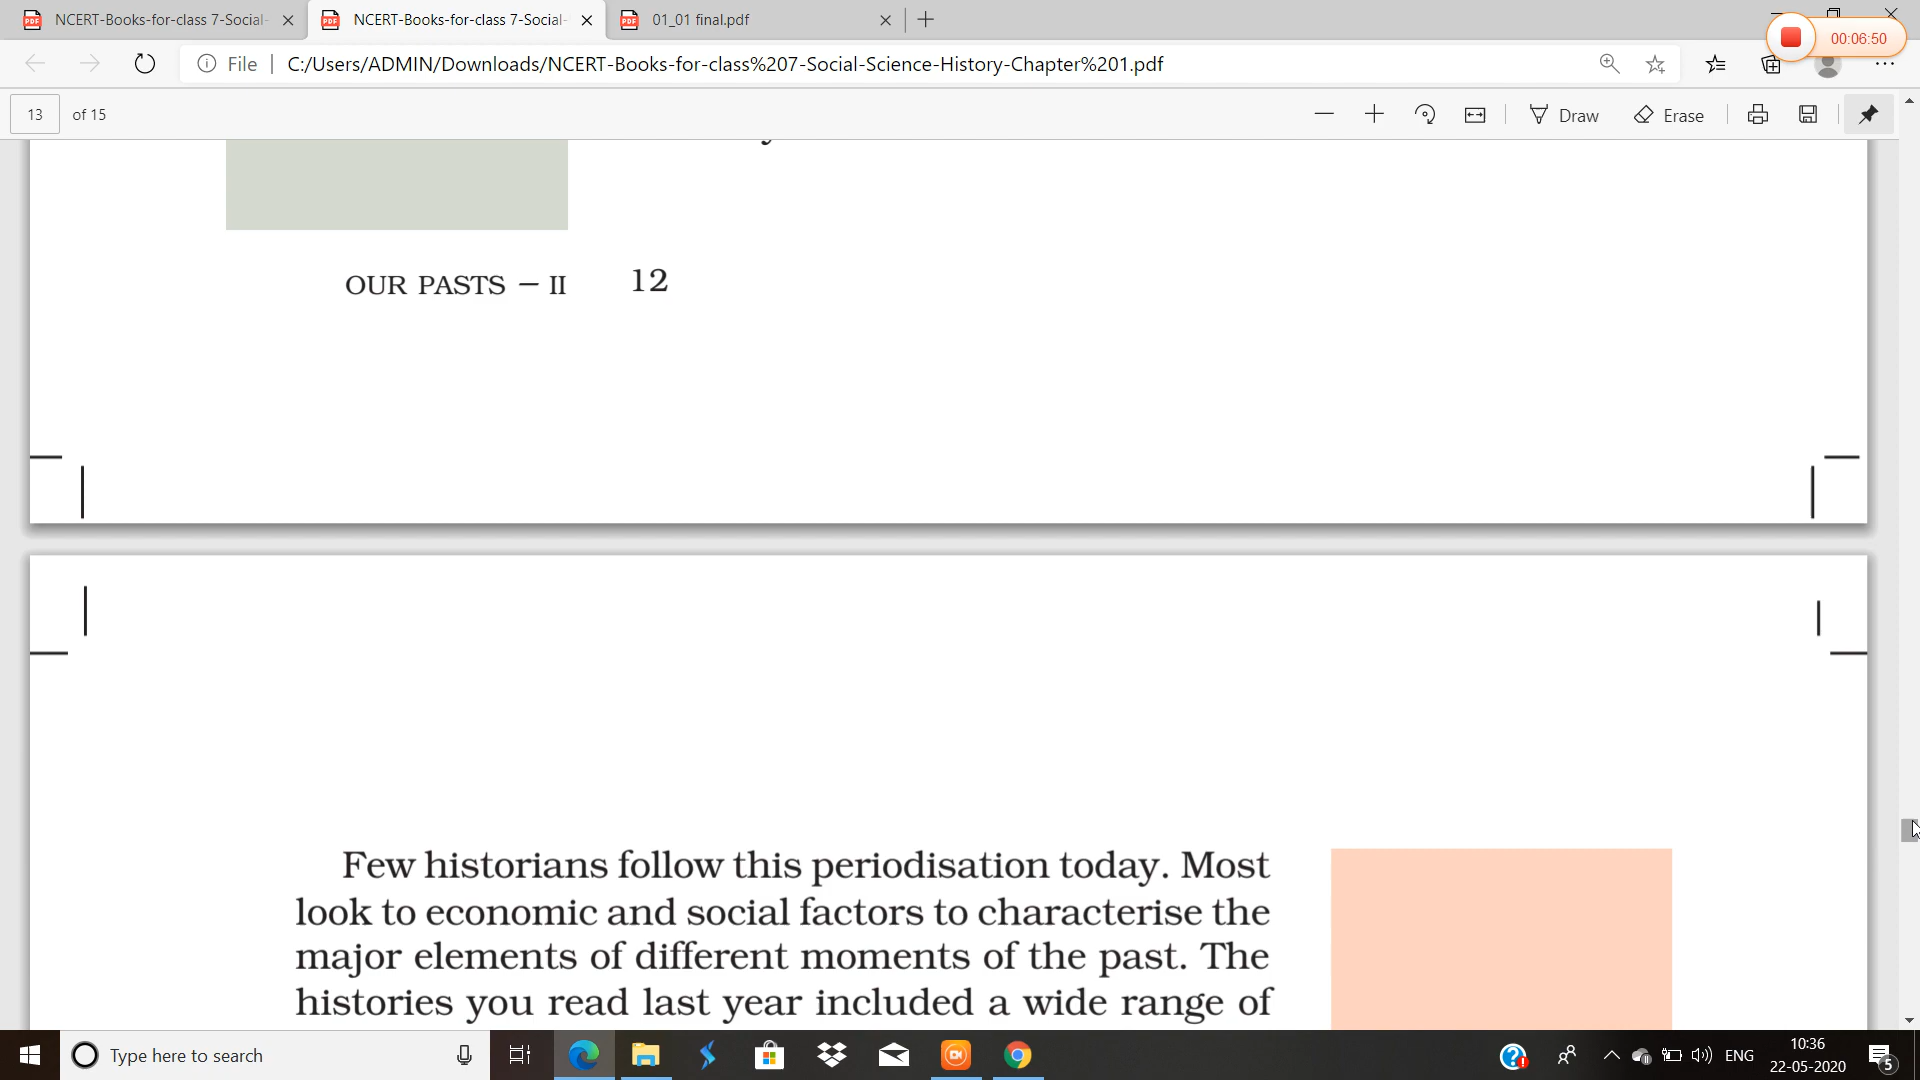 NCERT-Books-for-class 7-Social-
NCERT-Books-for-class 7-Social-
01_01 final.pdf
00:06:50
File
C:/Users/ADMIN/Downloads/NCERT-Books-for-class%207-Social-Science-History-Chapter%201.pdf
13 of 15
Draw
Erase
OUR PASTS – II 12
Few historians follow this periodisation today. Most
look to economic and social factors to characterise the
major elements of different moments of the past. The
histories you read last year included a wide range of
Type here to search
ENG
10:36
22-05-2020
5